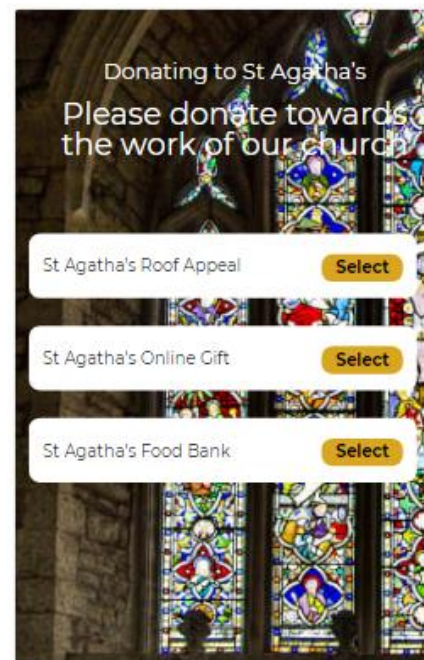 Donating to St Agatha's
Please donate towards
the work of our church
St Agatha's Roof Appeal
Select
St Agatha's Online Gift
Select
St Agatha's Food Bank
Select